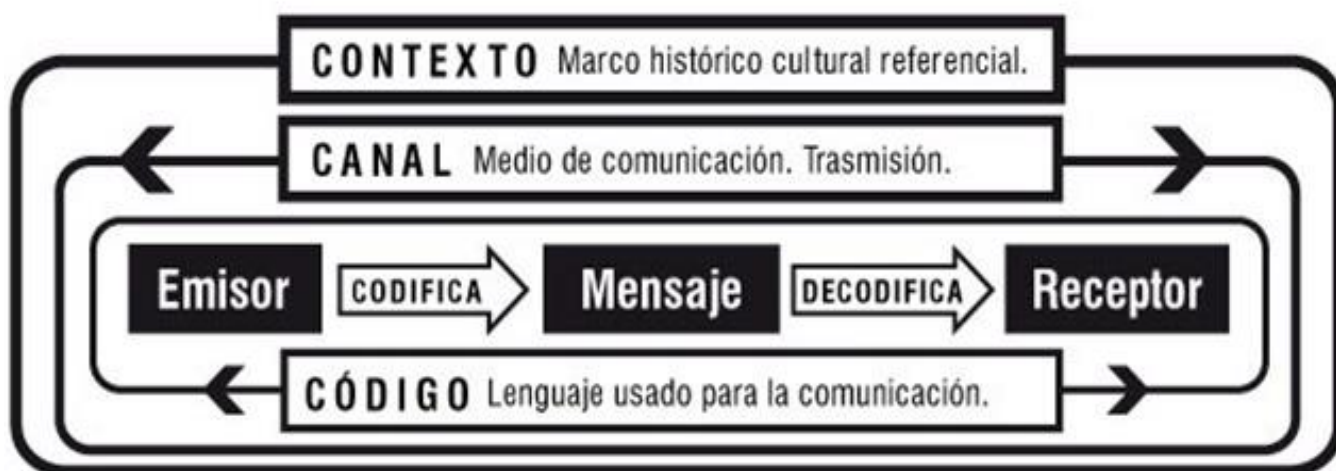 CONTEXTO Marco histórico cultural referencial.
CANAL Medio de comunicación. Trasmisión.
Emisor CODIFICA Mensaje DECODIFICA Receptor
CÓDIGO Lenguaje usado para la comunicación.